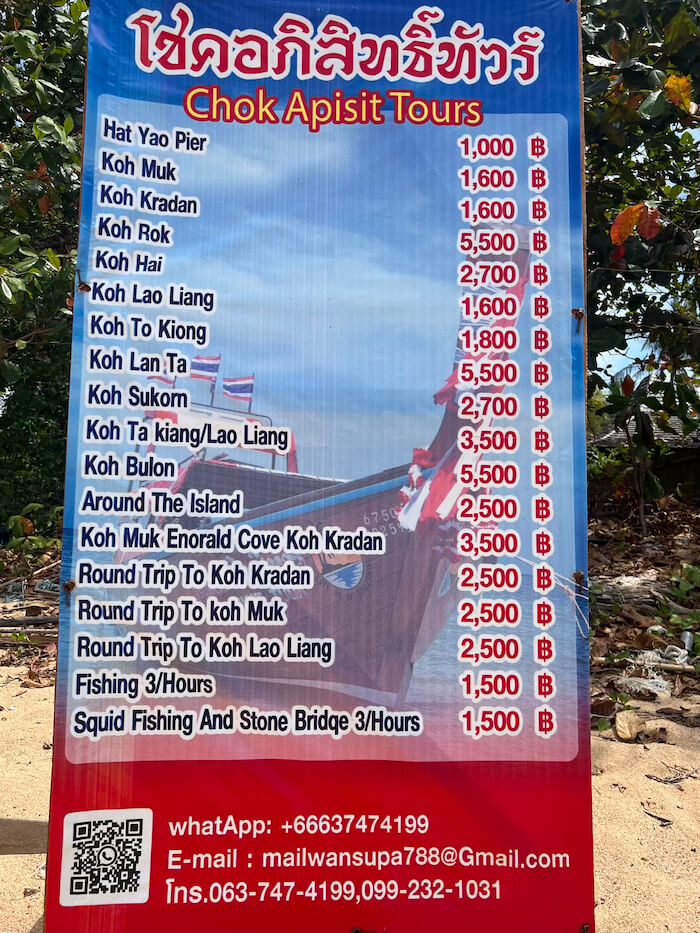 โชคอภิสิทธิ์ทัวร์
Chok Apisit Tours
Hat Yao Pier 1,000 ฿
Koh Muk 1,600 ฿
Koh Kradan 1,600 ฿
Koh Rok 5,500 ฿
Koh Hai 2,700 ฿
Koh Lao Liang 1,600 ฿
Koh To Kiong 1,800 ฿
Koh Lan Ta 5,500 ฿
Koh Sukorn 2,700 ฿
Koh Ta kiang/Lao Liang 3,500 ฿
Koh Bulon 5,500 ฿
Around The Island 2,500 ฿
Koh Muk Enorald Cove Koh Kradan 3,500 ฿
Round Trip To Koh Kradan 2,500 ฿
Round Trip To koh Muk 2,500 ฿
Round Trip To Koh Lao Liang 2,500 ฿
Fishing 3/Hours 1,500 ฿
Squid Fishing And Stone Bridqe 3/Hours 1,500 ฿
whatApp: +66637474199
E-mail : mailwansupa788@Gmail.com
โทร.063-747-4199,099-232-1031